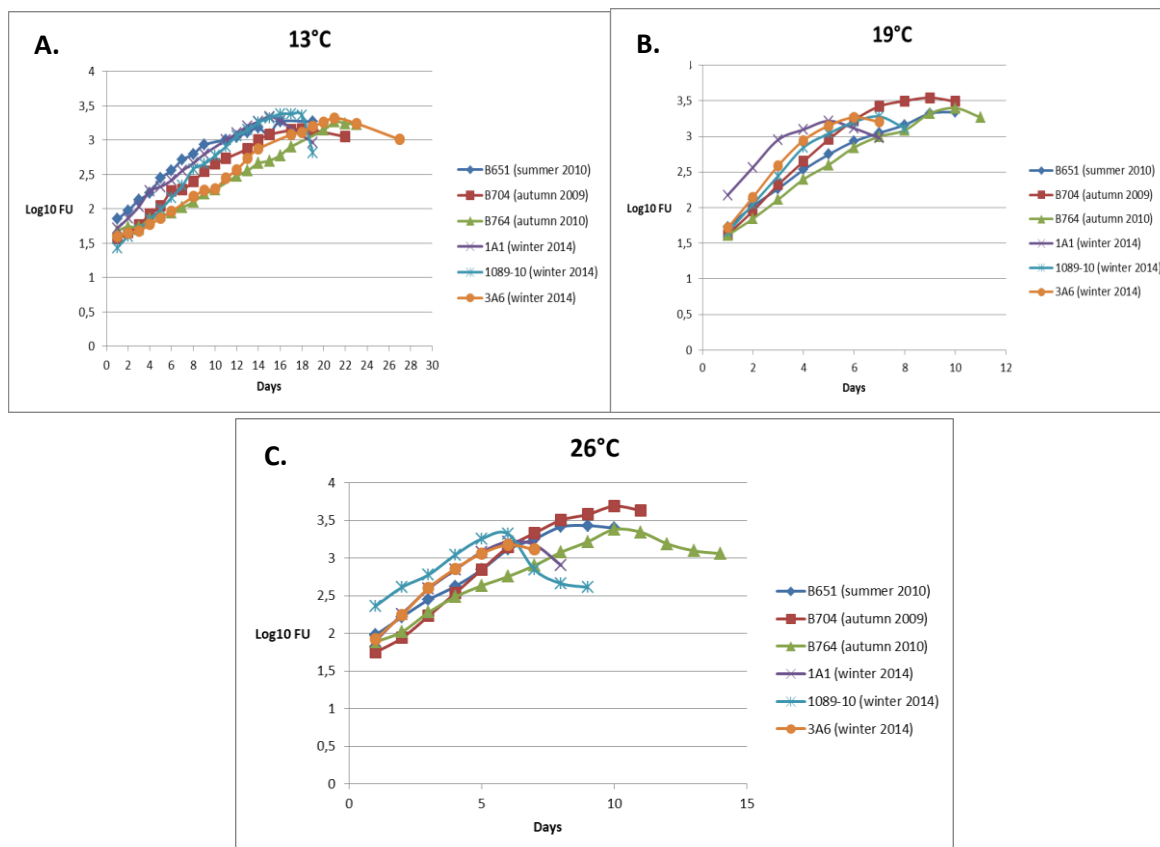 A.
13°C
4
3,5
3
2,5
Log10 FU
2
1,5
1
0,5
0
0 2 4 6 8 10 12 14 16 18 20 22 24 26 28 30
Days
B651 (summer 2010)
B704 (autumn 2009)
B764 (autumn 2010)
1A1 (winter 2014)
1089-10 (winter 2014)
3A6 (winter 2014)
B.
19°C
3,5
3
2,5
Log10 FU
2
1,5
1
0,5
0
0 2 4 6 8 10 12
Days
B651 (summer 2010)
B704 (autumn 2009)
B764 (autumn 2010)
1A1 (winter 2014)
1089-10 (winter 2014)
3A6 (winter 2014)
C.
26°C
4
3,5
3
2,5
Log10 FU
2
1,5
1
0,5
0
0 5 10 15
Days
B651 (summer 2010)
B704 (autumn 2009)
B764 (autumn 2010)
1A1 (winter 2014)
1089-10 (winter 2014)
3A6 (winter 2014)